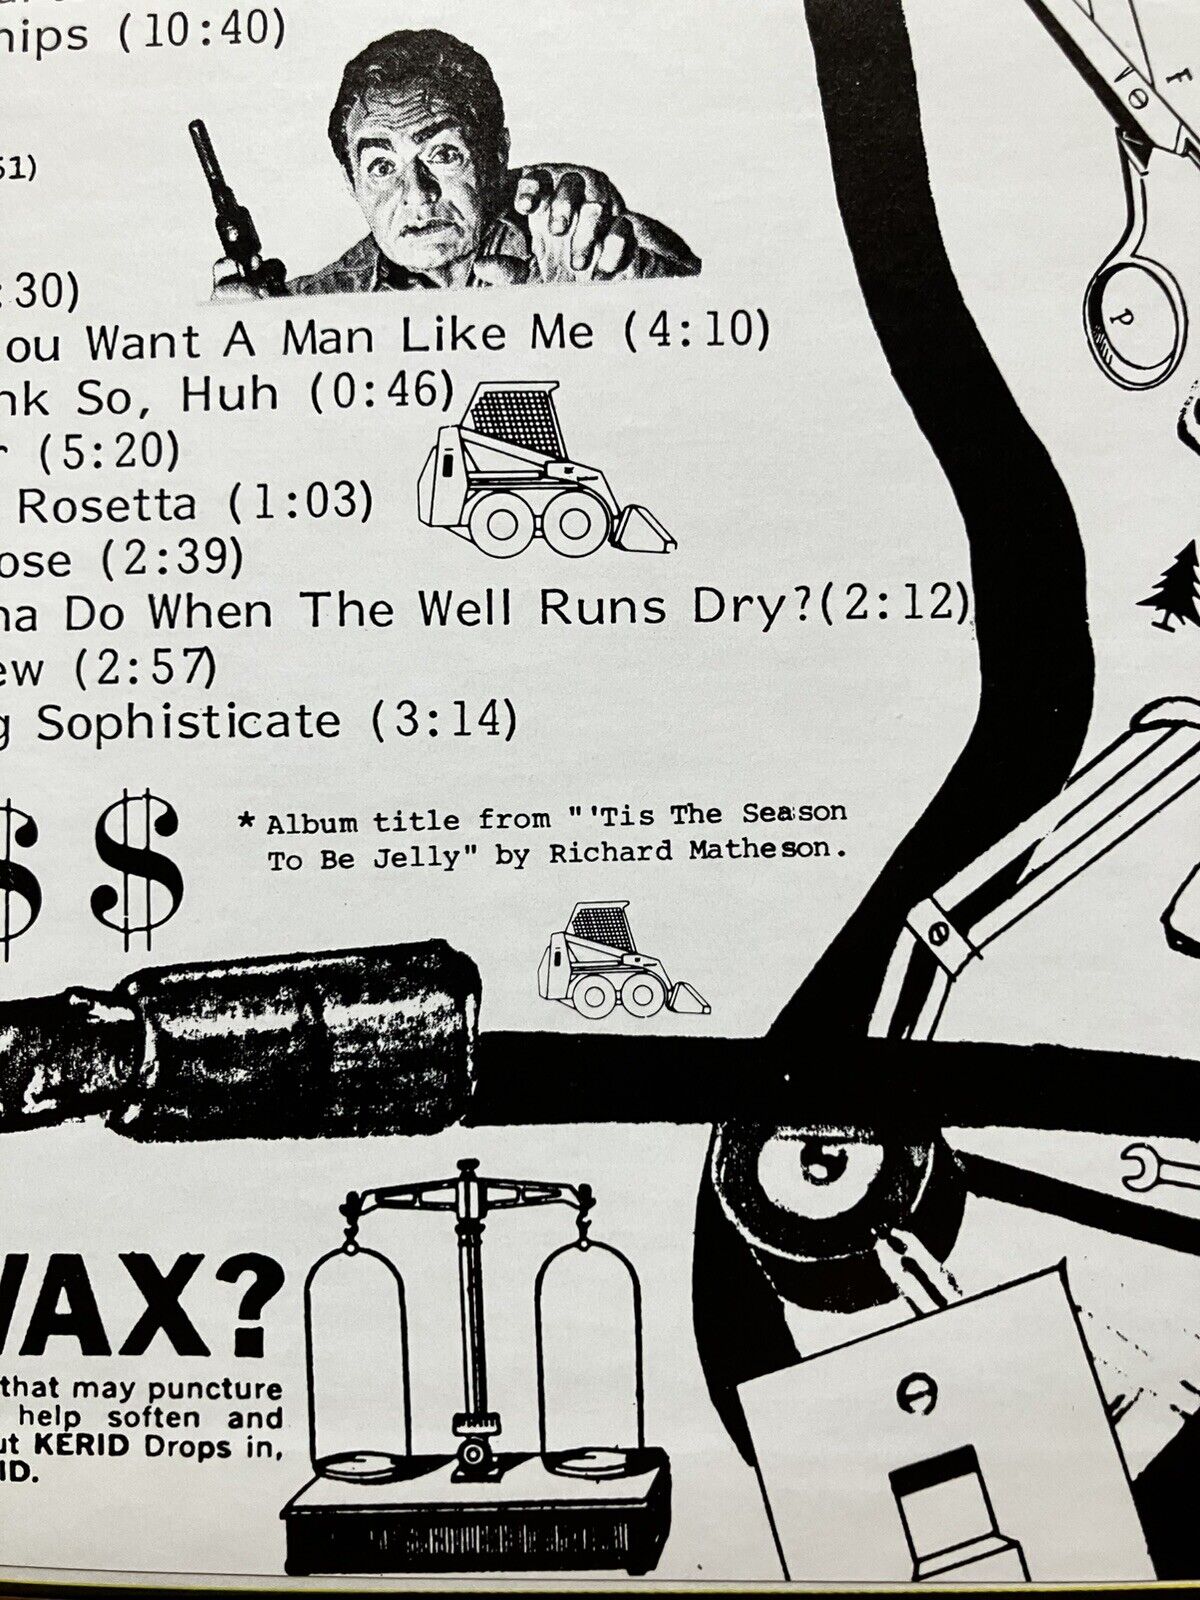 hips (10:40)
51)
:30)
ou Want A Man Like Me (4:10)
nk So, Huh (0:46)
r (5:20)
Rosetta (1:03)
ose (2:39)
na Do When The Well Runs Dry?(2:12)
ew (2:57)
g Sophisticate (3:14)
$ $
* Album title from "'Tis The Season
To Be Jelly" by Richard Matheson.
F
P
WAX?
that may puncture
help soften and
ut KERID Drops in,
ID.
A